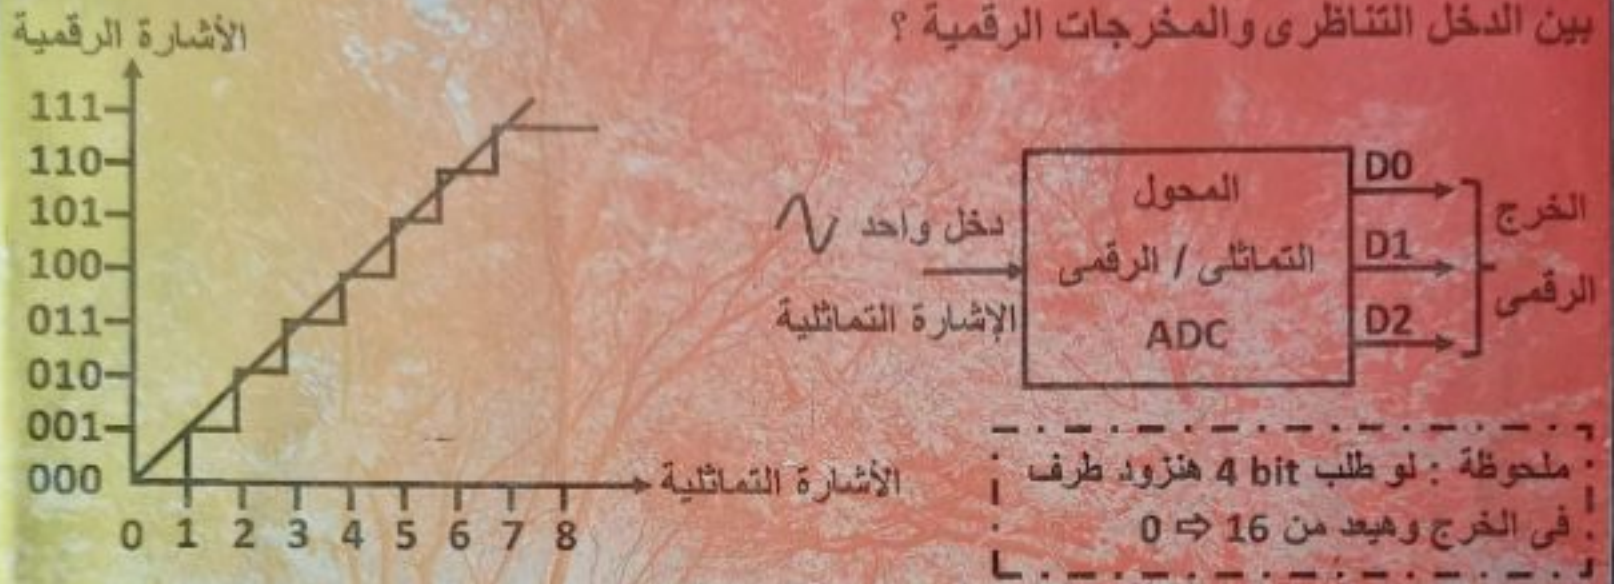 بين الدخل التناظرى والمخرجات الرقمية ؟
الأشارة الرقمية
111
110
101
100
011
010
001
000
0 1 2 3 4 5 6 7 8
الأشارة التماثلية
دخل واحد
الإشارة التماثلية
المحول
التماثلى / الرقمى
ADC
D0
D1
D2
الخرج
الرقمى
ملحوظة : لو طلب 4 bit هنزود طرف
فى الخرج وهيعد من 16 ⇨ 0